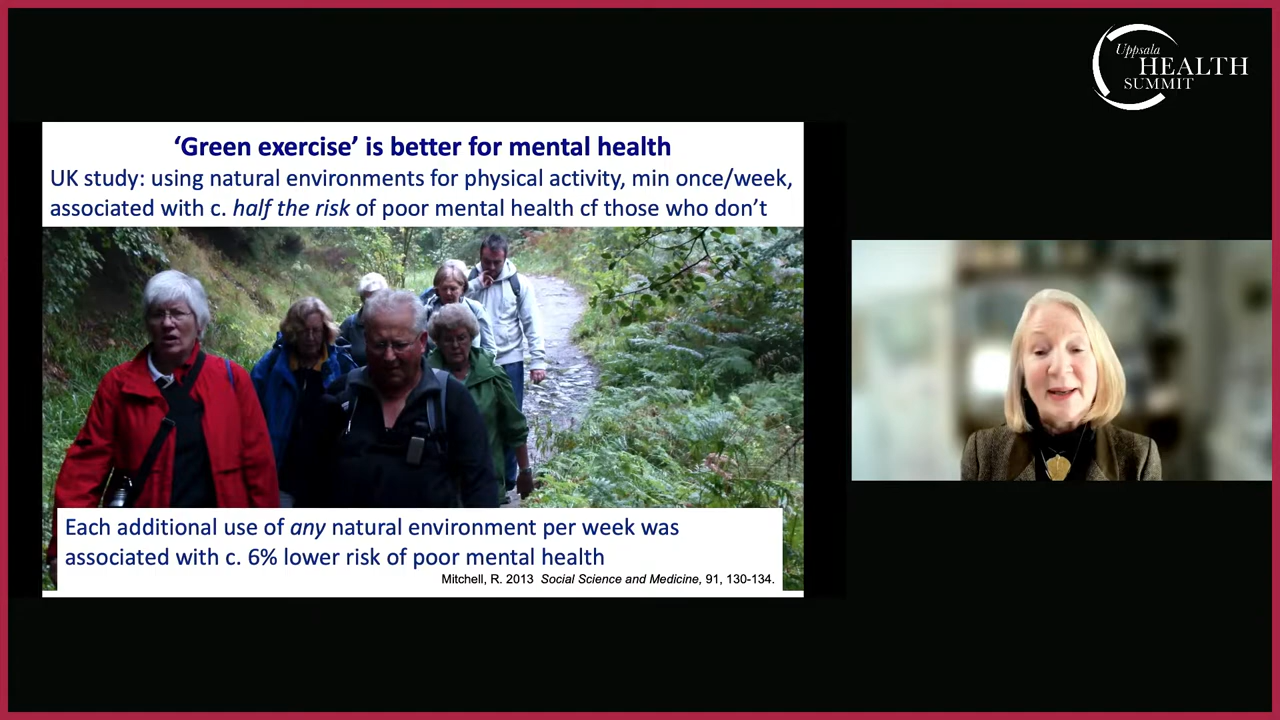 Uppsala
HEALTH
SUMMIT
‘Green exercise’ is better for mental health
UK study: using natural environments for physical activity, min once/week,
associated with c. half the risk of poor mental health cf those who don’t
Each additional use of any natural environment per week was
associated with c. 6% lower risk of poor mental health
Mitchell, R. 2013 Social Science and Medicine, 91, 130-134.